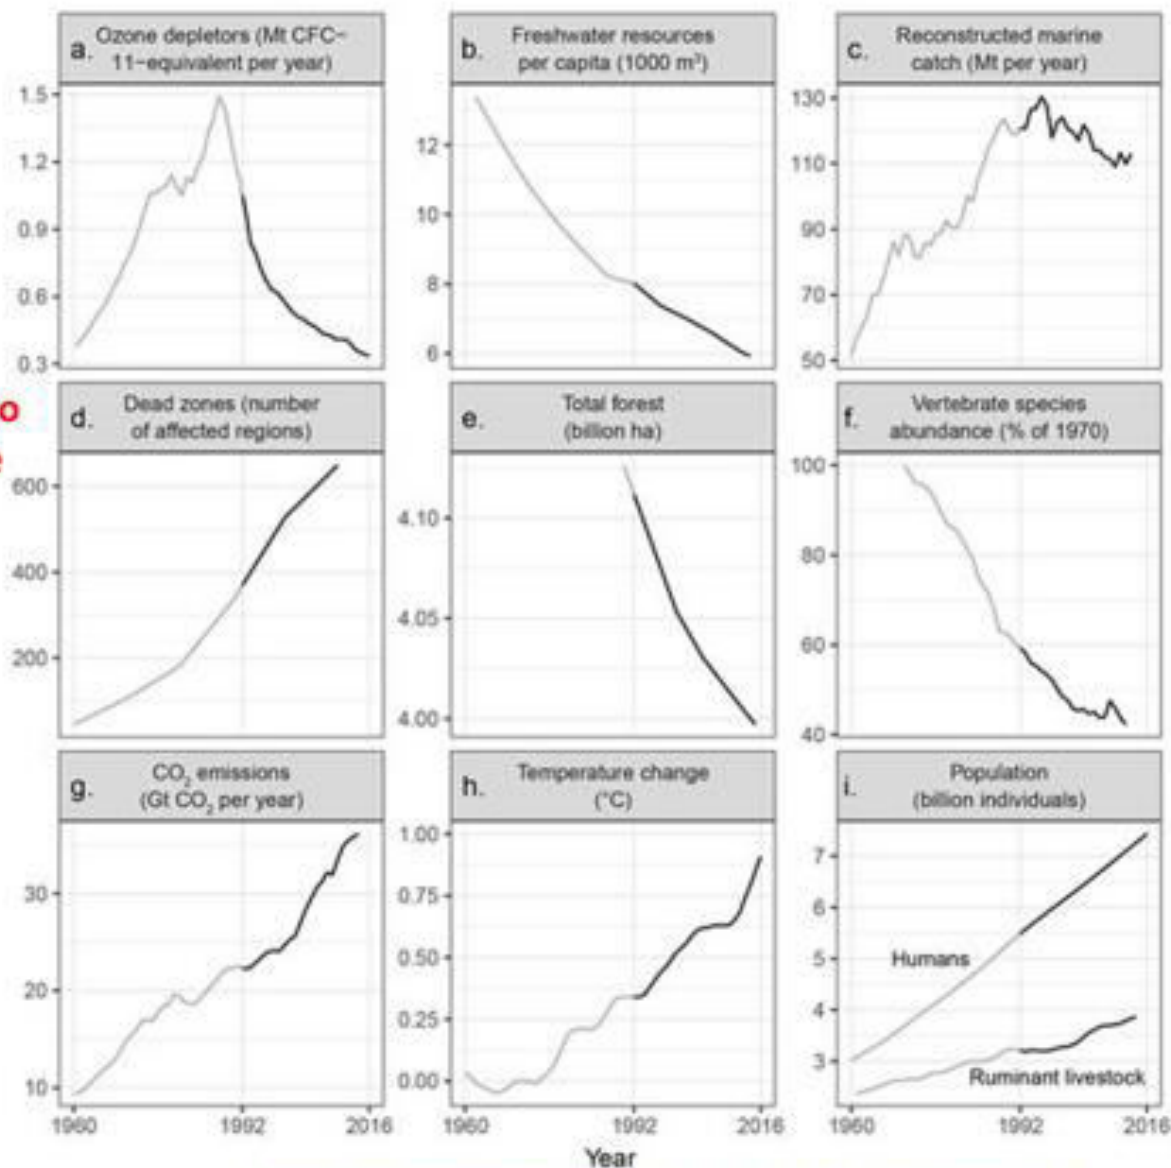 a. Ozone depletors (Mt CFC−
11−equivalent per year)
b. Freshwater resources
per capita (1000 m³)
c. Reconstructed marine
catch (Mt per year)
1.5
1.2
0.9
0.6
0.3
12
10
8
6
130
110
90
70
50
o
d. Dead zones (number
of affected regions)
e. Total forest
(billion ha)
f. Vertebrate species
abundance (% of 1970)
600
400
200
4.10
4.05
4.00
100
80
60
40
g. CO₂ emissions
(Gt CO₂ per year)
h. Temperature change
(°C)
i. Population
(billion individuals)
30
20
10
1.00
0.75
0.50
0.25
0.00
7
6
5
4
3
Humans
Ruminant livestock
1960 1992 2016
1960 1992 2016
1960 1992 2016
Year